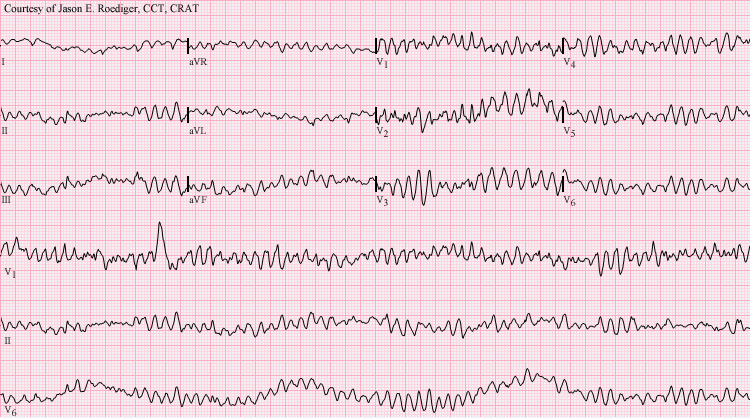 Courtesy of Jason E. Roediger, CCT, CRAT
I aVR V1 V4
II aVL V2 V5
III aVF V3 V6
V1
II
V6